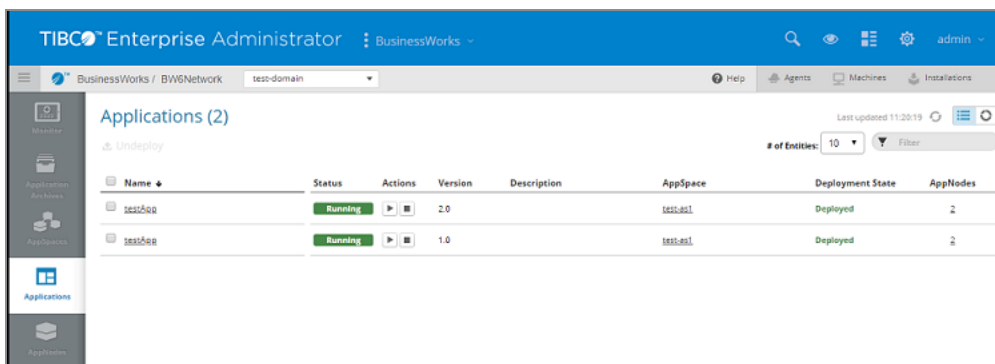 TIBCO™ Enterprise Administrator BusinessWorks admin
BusinessWorks / BW6Network test-domain Help Agents Machines Installations
Monitor
Applications (2)
Last updated 11:20:19
Undeploy
# of Entities: 10 Filter
Application
Archives
Name Status Actions Version Description AppSpace Deployment State AppNodes
testApp Running 2.0 test-as1 Deployed 2
AppSpaces
testApp Running 1.0 test-as1 Deployed 2
Applications
AppNodes